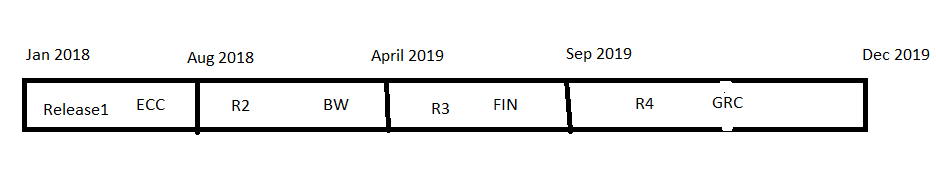 Jan 2018 Aug 2018 April 2019 Sep 2019 Dec 2019
Release1 ECC R2 BW R3 FIN R4 GRC